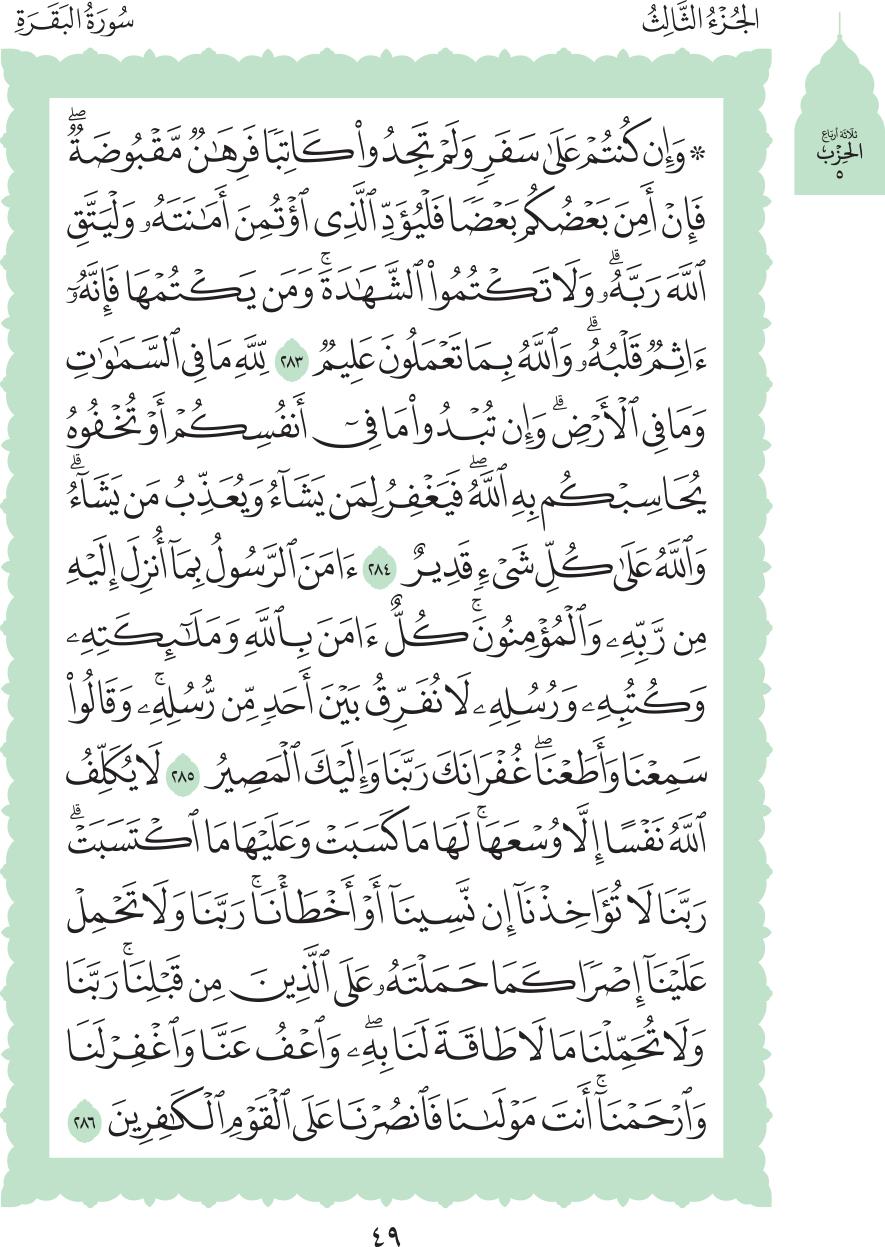 الجُزْءُ الثَّالِثُ
سُورَةُ البَقَرَةِ
ثلاثة أرباع
الحِزْب
٥
* وَإِن كُنتُمْ عَلَىٰ سَفَرٖ وَلَمْ تَجِدُواْ كَاتِبٗا فَرِهَٰنٞ مَّقۡبُوضَةٞۖ
فَإِنۡ أَمِنَ بَعۡضُكُم بَعۡضٗا فَلۡيُؤَدِّ ٱلَّذِي ٱؤۡتُمِنَ أَمَٰنَتَهُۥ وَلۡيَتَّقِ
ٱللَّهَ رَبَّهُۥۗ وَلَا تَكۡتُمُواْ ٱلشَّهَٰدَةَۚ وَمَن يَكۡتُمۡهَا فَإِنَّهُۥٓ
ءَاثِمٞ قَلۡبُهُۥۗ وَٱللَّهُ بِمَا تَعۡمَلُونَ عَلِيمٞ ٢٨٣ لِّلَّهِ مَا فِي ٱلسَّمَٰوَٰتِ
وَمَا فِي ٱلۡأَرۡضِۗ وَإِن تُبۡدُواْ مَا فِيٓ أَنفُسِكُمۡ أَوۡ تُخۡفُوهُ
يُحَاسِبۡكُم بِهِ ٱللَّهُۖ فَيَغۡفِرُ لِمَن يَشَآءُ وَيُعَذِّبُ مَن يَشَآءُۗ
وَٱللَّهُ عَلَىٰ كُلِّ شَيۡءٖ قَدِيرٌ ٢٨٤ ءَامَنَ ٱلرَّسُولُ بِمَآ أُنزِلَ إِلَيۡهِ
مِن رَّبِّهِۦ وَٱلۡمُؤۡمِنُونَۚ كُلٌّ ءَامَنَ بِٱللَّهِ وَمَلَٰٓئِكَتِهِۦ
وَكُتُبِهِۦ وَرُسُلِهِۦ لَا نُفَرِّقُ بَيۡنَ أَحَدٖ مِّن رُّسُلِهِۦۚ وَقَالُواْ
سَمِعۡنَا وَأَطَعۡنَاۖ غُفۡرَانَكَ رَبَّنَا وَإِلَيۡكَ ٱلۡمَصِيرُ ٢٨٥ لَا يُكَلِّفُ
ٱللَّهُ نَفۡسًا إِلَّا وُسۡعَهَاۚ لَهَا مَا كَسَبَتۡ وَعَلَيۡهَا مَا ٱكۡتَسَبَتۡۗ
رَبَّنَا لَا تُؤَاخِذۡنَآ إِن نَّسِينَآ أَوۡ أَخۡطَأۡنَاۚ رَبَّنَا وَلَا تَحۡمِلۡ
عَلَيۡنَآ إِصۡرٗا كَمَا حَمَلۡتَهُۥ عَلَى ٱلَّذِينَ مِن قَبۡلِنَاۚ رَبَّنَا
وَلَا تُحَمِّلۡنَا مَا لَا طَاقَةَ لَنَا بِهِۦۖ وَٱعۡفُ عَنَّا وَٱغۡفِرۡ لَنَا
وَٱرۡحَمۡنَآۚ أَنتَ مَوۡلَىٰنَا فَٱنصُرۡنَا عَلَى ٱلۡقَوۡمِ ٱلۡكَٰفِرِينَ ٢٨٦
٤٩